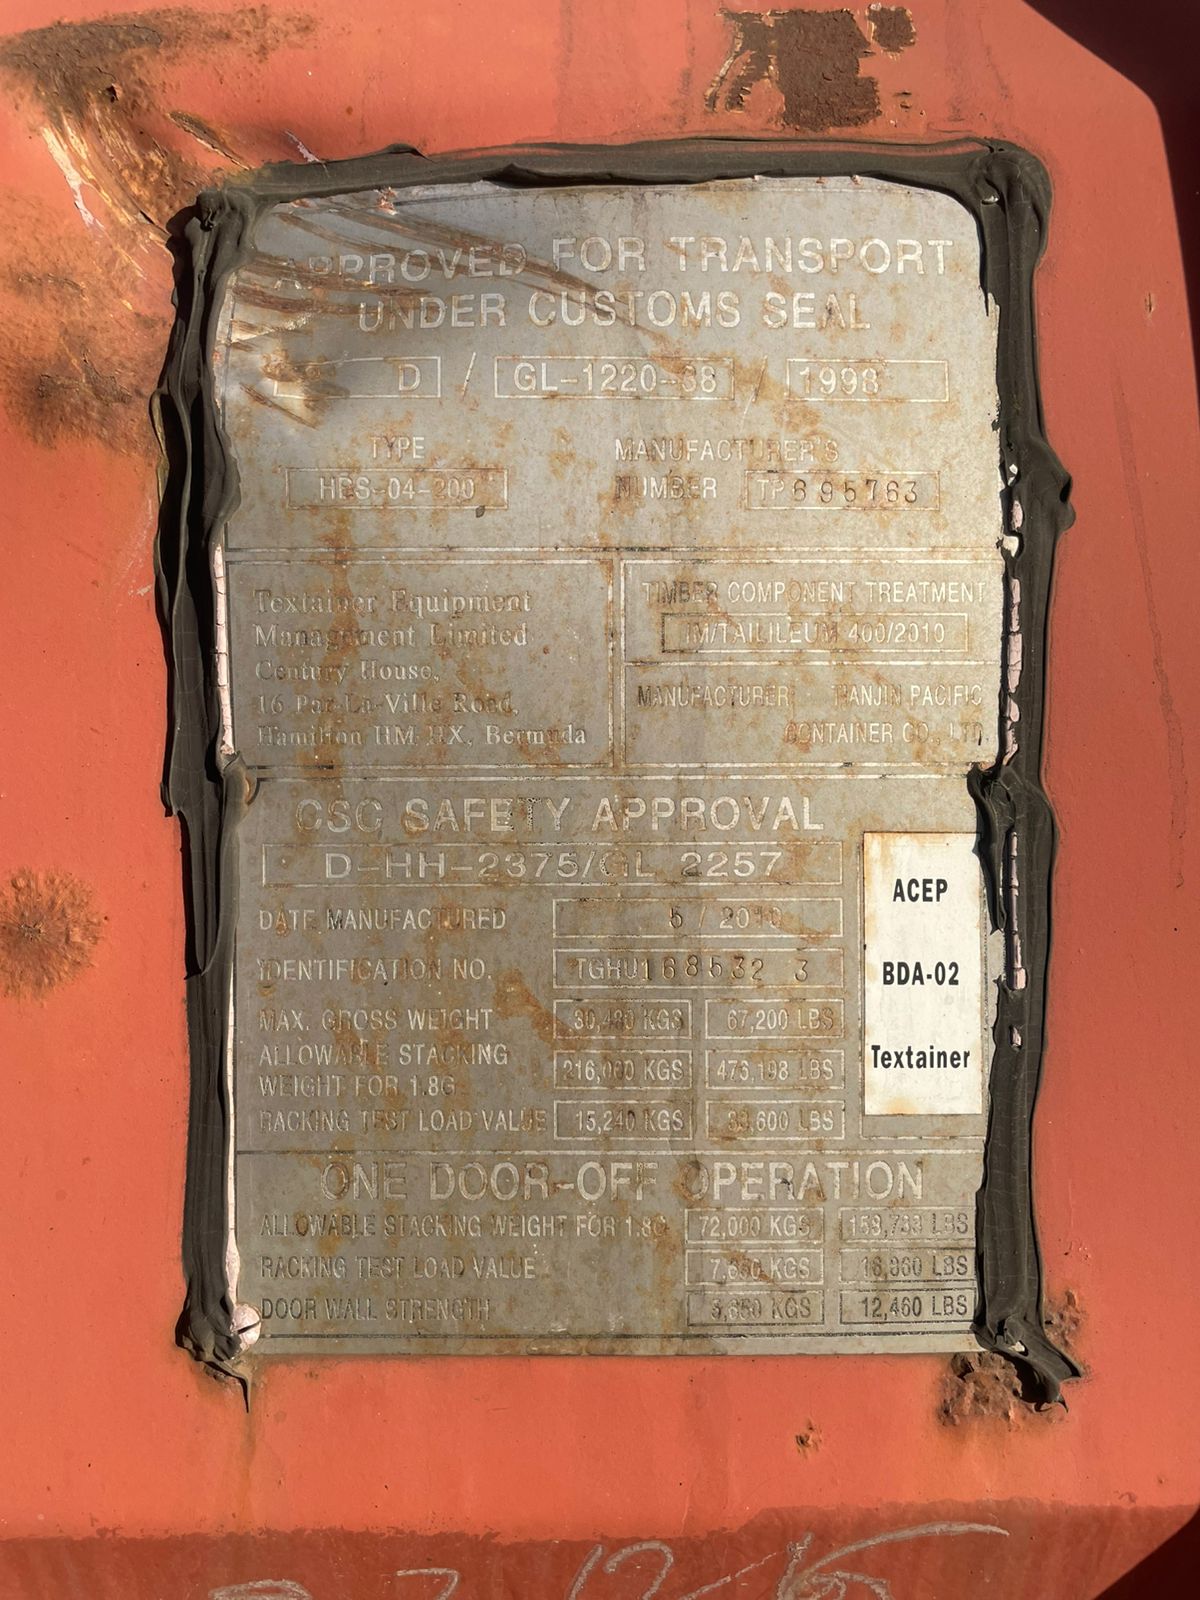 APPROVED FOR TRANSPORT
UNDER CUSTOMS SEAL
D / GL-1220-88 / 1998
TYPE
MANUFACTURER'S
HES-04-200
NUMBER TP695763
Textainer Equipment
Management Limited
Century House,
16 Par-La-Ville Road,
Hamilton HM HX, Bermuda
TIMBER COMPONENT TREATMENT
IM/TAILILEUM 400/2010
MANUFACTURER: TIANJIN PACIFIC
CONTAINER CO., LTD.
CSC SAFETY APPROVAL
D-HH-2375/GL 2257
DATE MANUFACTURED 5 / 2010
IDENTIFICATION NO. TGHU168532 3
MAX. GROSS WEIGHT 30,480 KGS 67,200 LBS
ALLOWABLE STACKING
WEIGHT FOR 1.8G 216,000 KGS 476,198 LBS
RACKING TEST LOAD VALUE 15,240 KGS 33,600 LBS
ACEP
BDA-02
Textainer
ONE DOOR-OFF OPERATION
ALLOWABLE STACKING WEIGHT FOR 1.8G 72,000 KGS 158,733 LBS
RACKING TEST LOAD VALUE 7,650 KGS 16,860 LBS
DOOR WALL STRENGTH 5,650 KGS 12,460 LBS